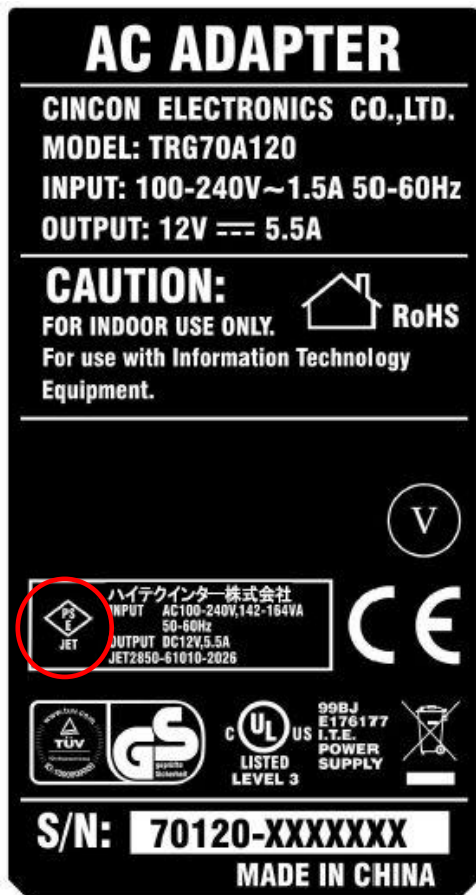 AC ADAPTER
CINCON ELECTRONICS CO.,LTD.
MODEL: TRG70A120
INPUT: 100-240V~1.5A 50-60Hz
OUTPUT: 12V ⎓ 5.5A
CAUTION:
FOR INDOOR USE ONLY.
RoHS
For use with Information Technology
Equipment.
V
PS
E
JET
ハイテクインター株式会社
INPUT AC100-240V,142-164VA
50-60Hz
OUTPUT DC12V,5.5A
JET2850-61010-2026
CE
TÜV
GS
geprüfte
Sicherheit
C UL US
LISTED
LEVEL 3
99BJ
E176177
I.T.E.
POWER
SUPPLY
S/N: 70120-XXXXXXX
MADE IN CHINA